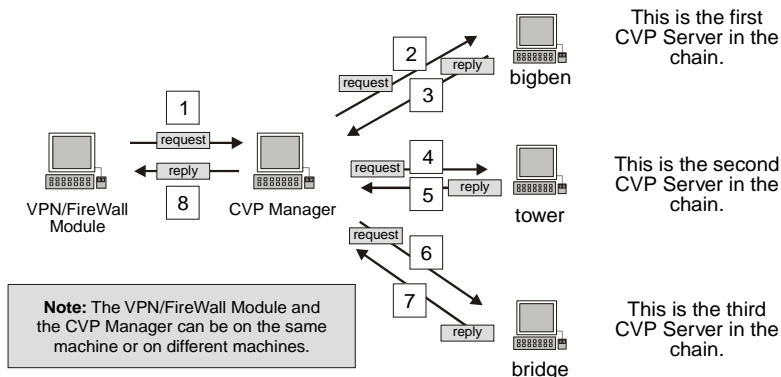 This is the first
CVP Server in the
chain.
2
request
reply
3
bigben
1
request
reply
8
VPN/FireWall
Module
CVP Manager
request
4
5
reply
tower
This is the second
CVP Server in the
chain.
request
6
7
reply
bridge
This is the third
CVP Server in the
chain.
Note: The VPN/FireWall Module and
the CVP Manager can be on the same
machine or on different machines.